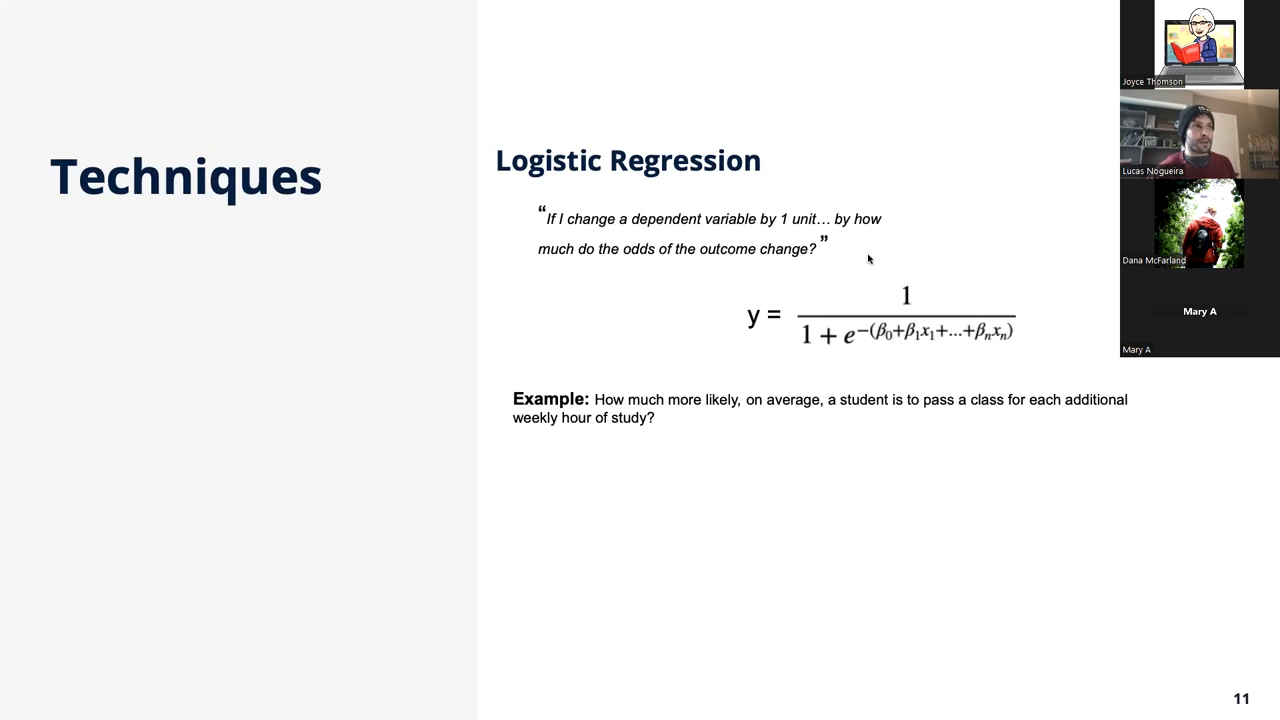 Techniques
Logistic Regression
“If I change a dependent variable by 1 unit… by how
much do the odds of the outcome change? ”
y = 1 / 1 + e^−(β0+β1x1+...+βnxn)
Example: How much more likely, on average, a student is to pass a class for each additional
weekly hour of study?
11
Joyce Thomson
Lucas Nogueira
Dana McFarland
Mary A
Mary A